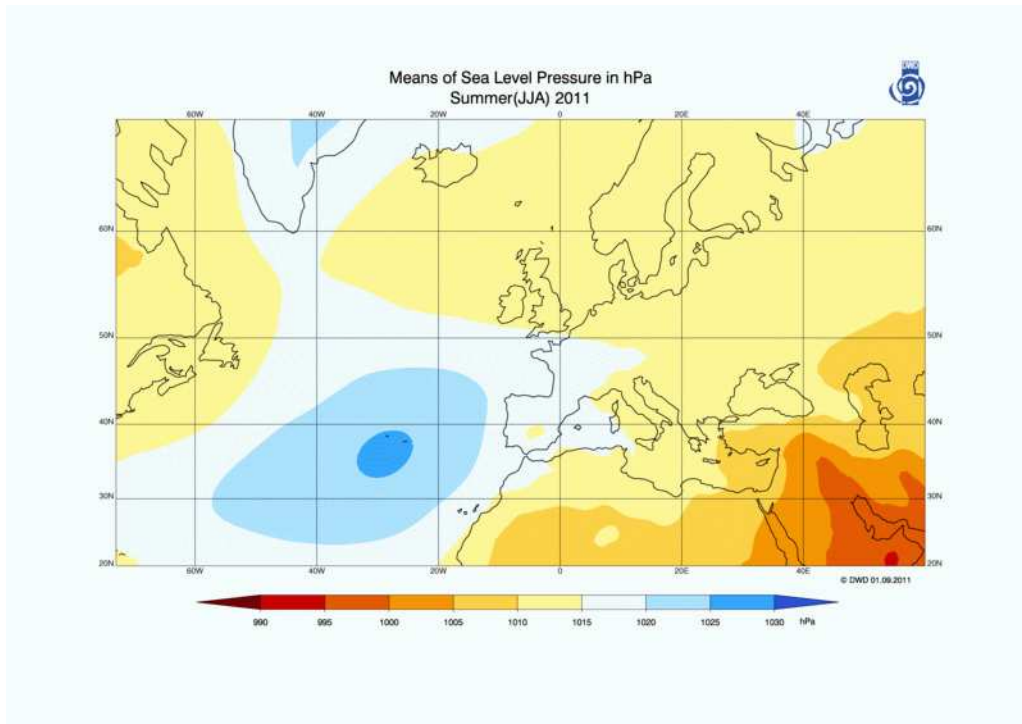 Means of Sea Level Pressure in hPa
Summer(JJA) 2011
DWD
60W 40W 20W 0 20E 40E
60N 60N
50N 50N
40N 40N
30N 30N
20N 20N
60W 40W 20W 0 20E 40E
© DWD 01.09.2011
990 995 1000 1005 1010 1015 1020 1025 1030 hPa